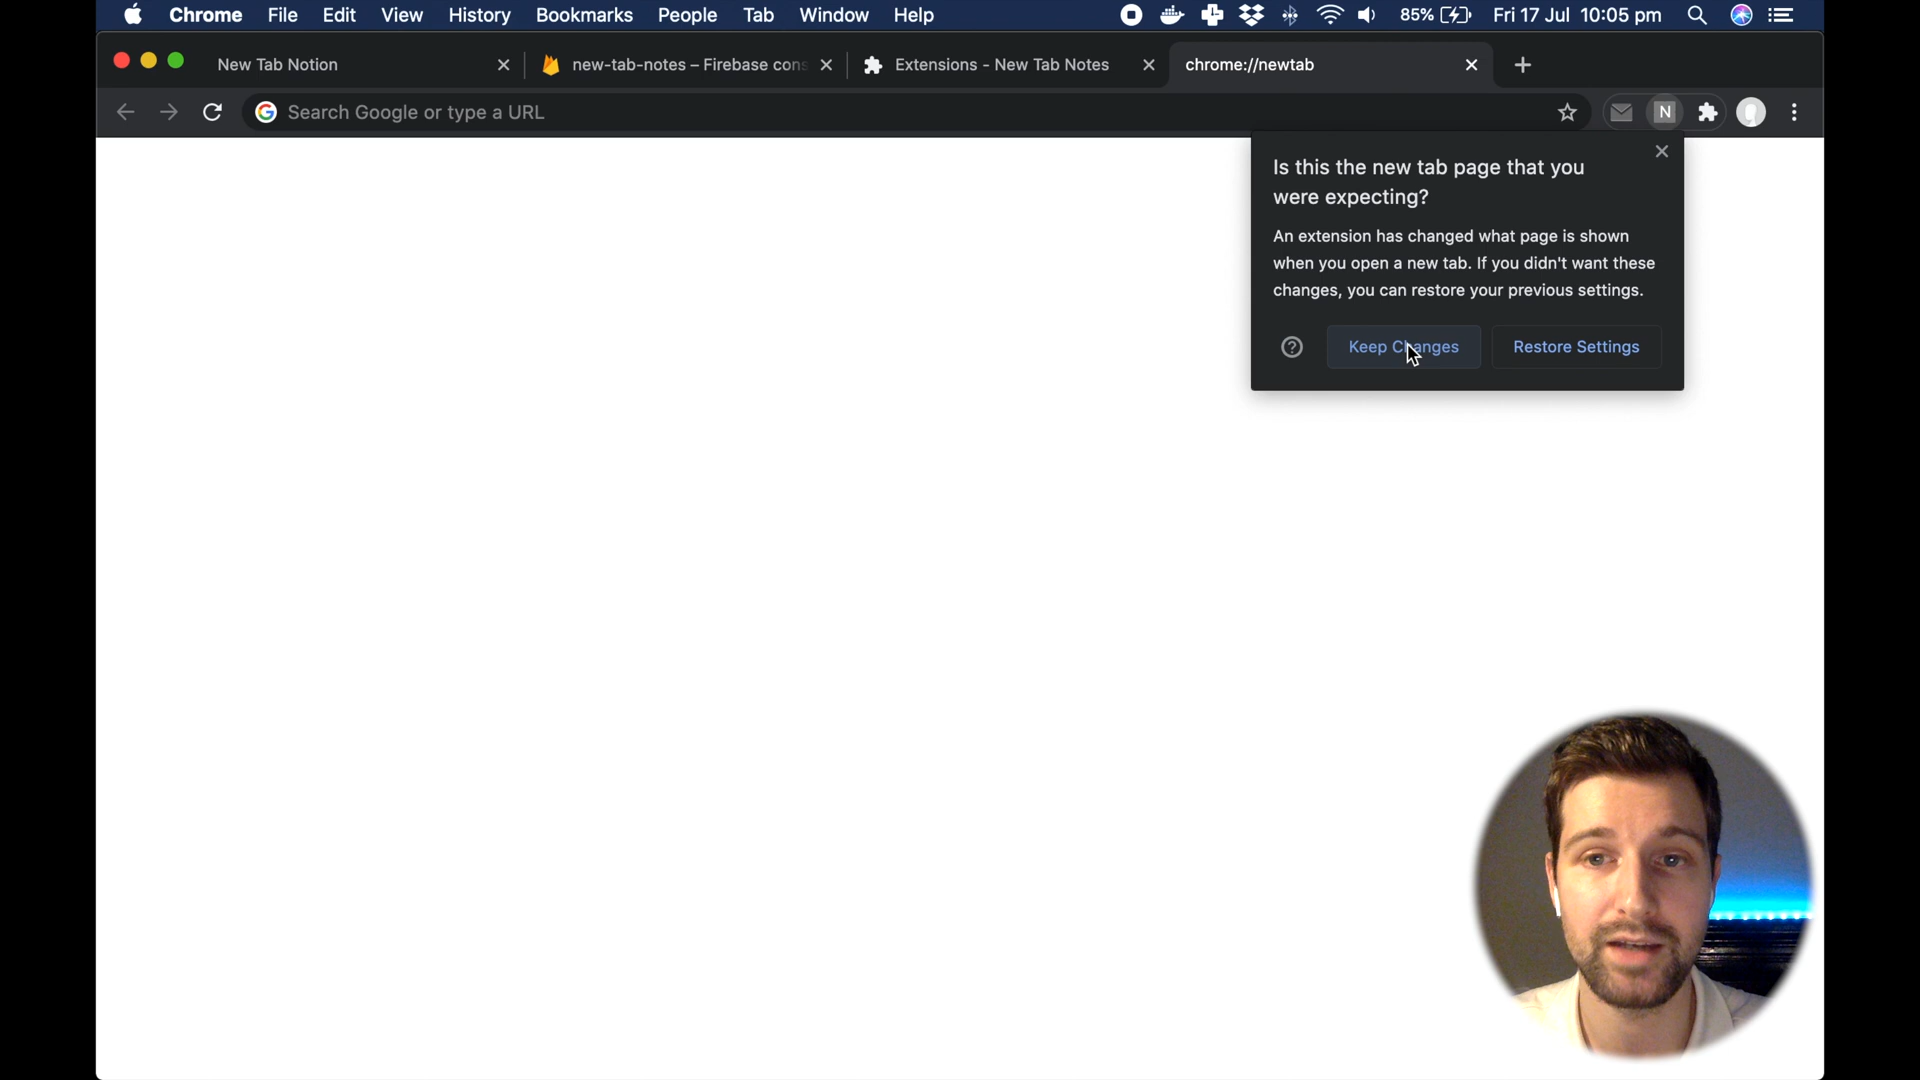 Chrome File Edit View History Bookmarks People Tab Window Help 85% Fri 17 Jul 10:05 pm
New Tab Notion new-tab-notes – Firebase cons Extensions - New Tab Notes chrome://newtab
Search Google or type a URL N
Is this the new tab page that you
were expecting?
An extension has changed what page is shown
when you open a new tab. If you didn't want these
changes, you can restore your previous settings.
Keep Changes Restore Settings